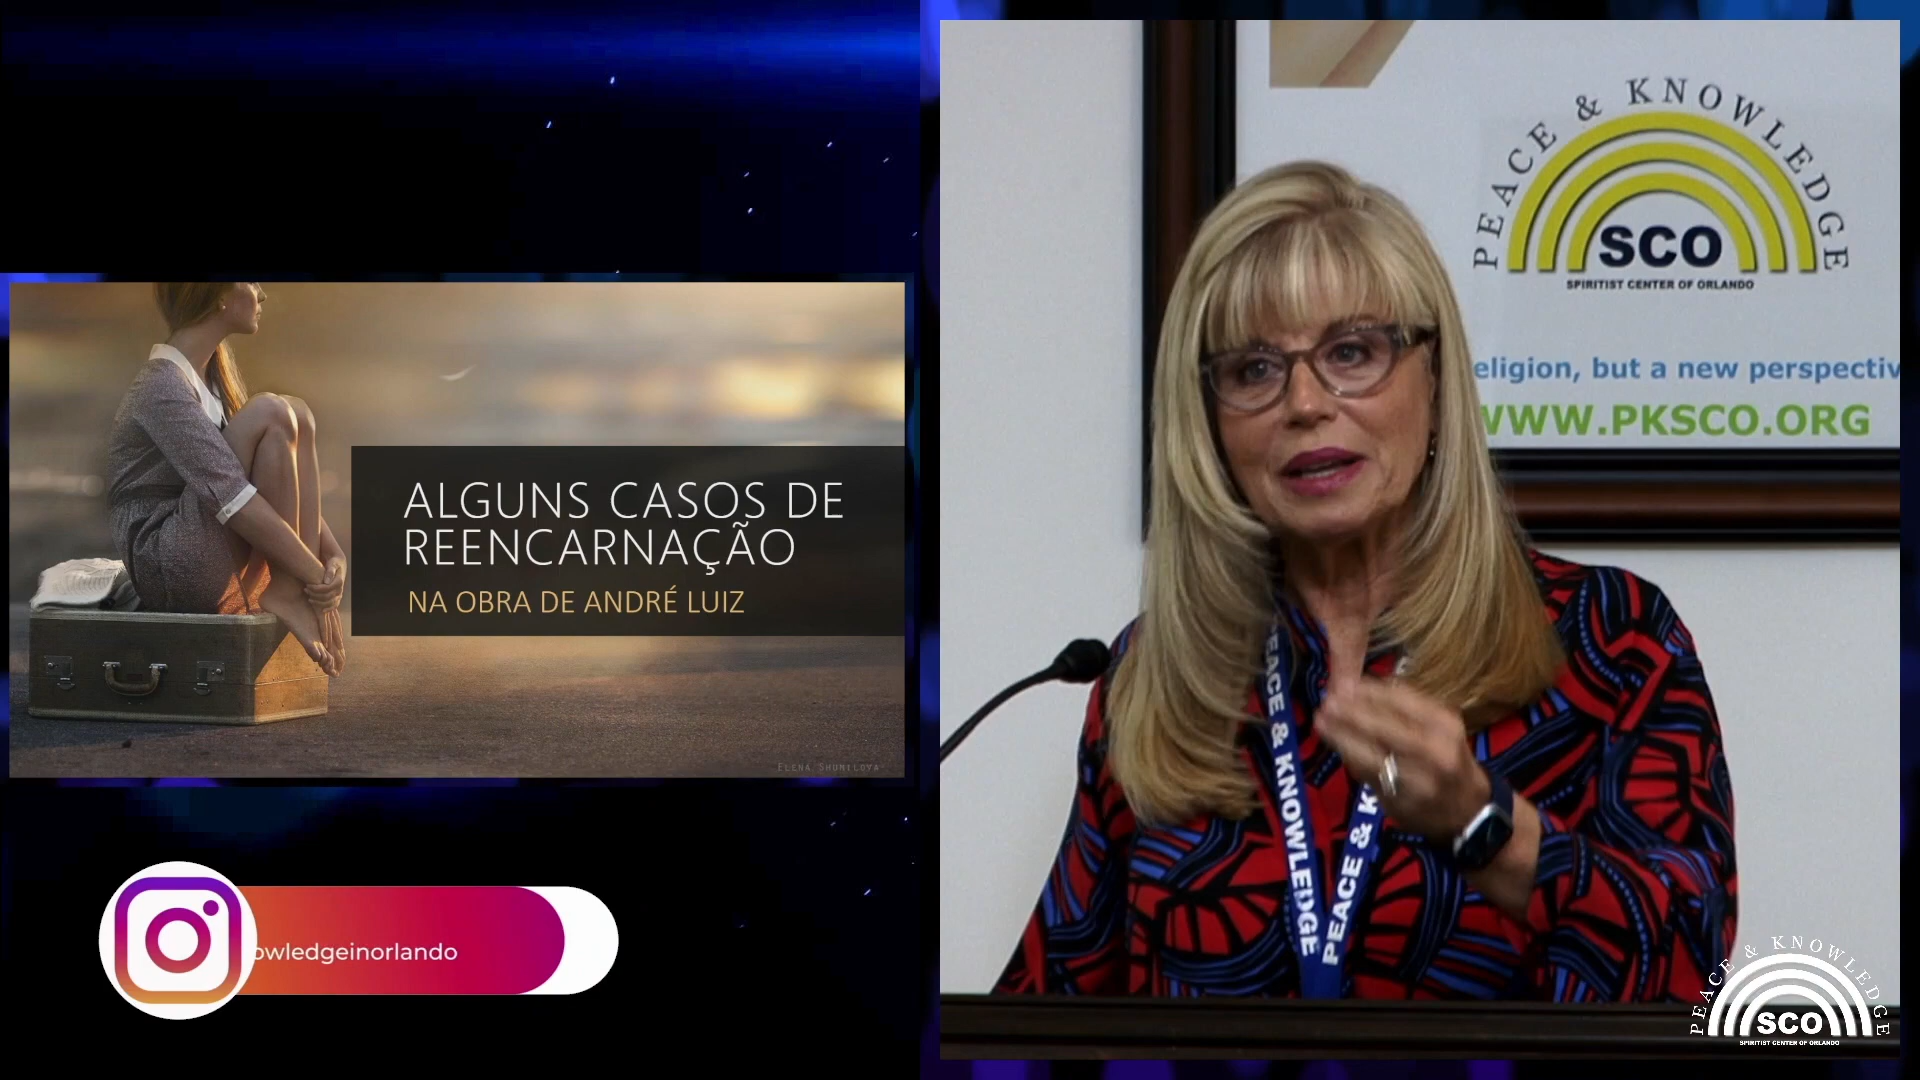 ALGUNS CASOS DE
REENCARNAÇÃO
NA OBRA DE ANDRÉ LUIZ
ELENA SHUMILOVA
owledgeinorlando
PEACE & KNOWLEDGE
SCO
SPIRITIST CENTER OF ORLANDO
eligion, but a new perspectiv
WWW.PKSCO.ORG
PEACE & KNOWLEDGE
PEACE & K
PEACE & KNOWLEDGE
SCO
SPIRITIST CENTER OF ORLANDO